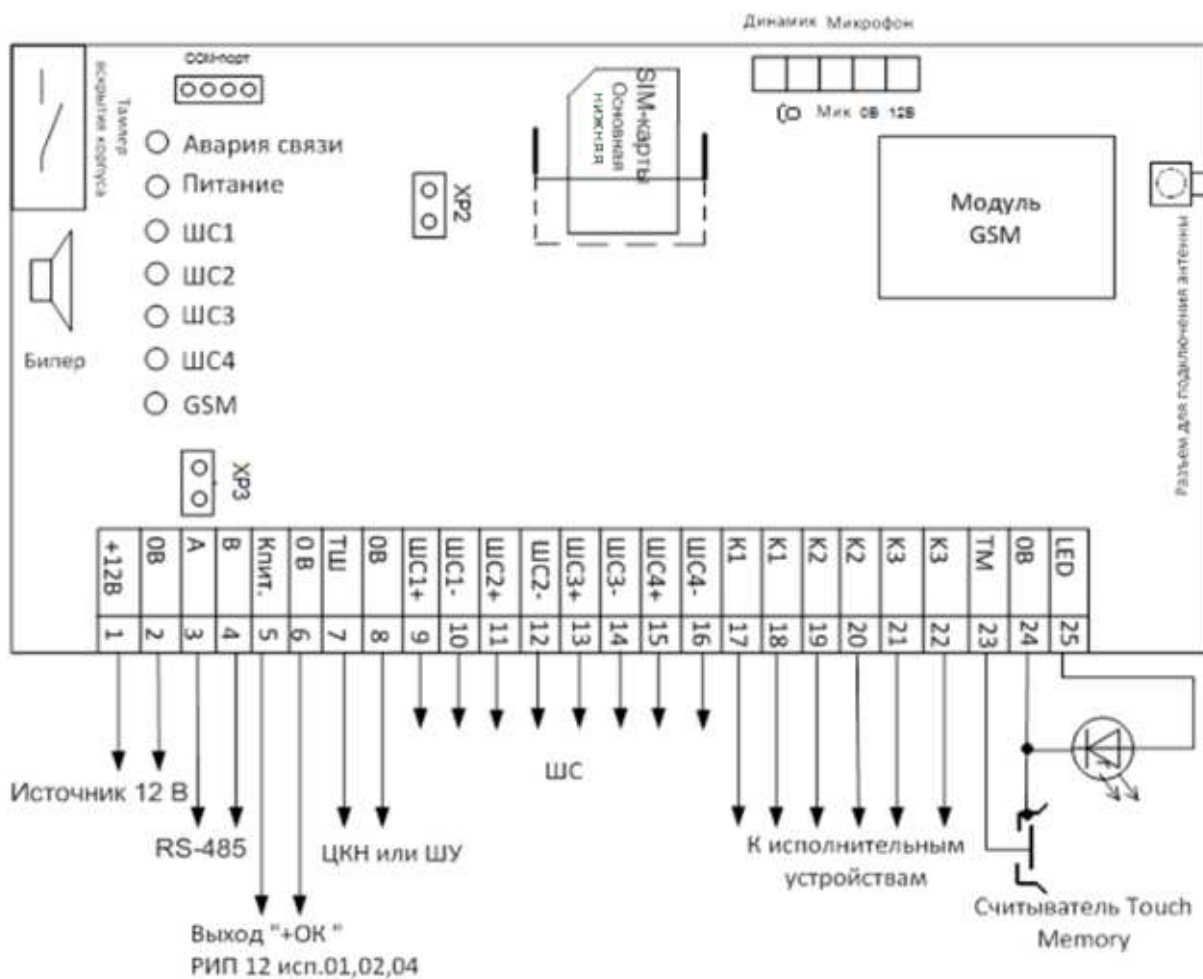 Динамик Микрофон
COM-порт
Тампер
вскрытия корпуса
SIM-карты
Основная
нижняя
Мик 0В 12В
Авария связи
Питание
ШС1
ШС2
ШС3
ШС4
GSM
XP2
Модуль
GSM
Разъем для подключения антенны
Бипер
XP3
+12В 0В А В Кпит. 0 В ТШ 0В ШС1+ ШС1- ШС2+ ШС2- ШС3+ ШС3- ШС4+ ШС4- К1 К1 К2 К2 К3 К3 ТМ 0В LED
1 2 3 4 5 6 7 8 9 10 11 12 13 14 15 16 17 18 19 20 21 22 23 24 25
Источник 12 В
ШС
RS-485
ЦКН или ШУ
К исполнительным
устройствам
Считыватель Touch
Memory
Выход "+ОК "
РИП 12 исп.01,02,04